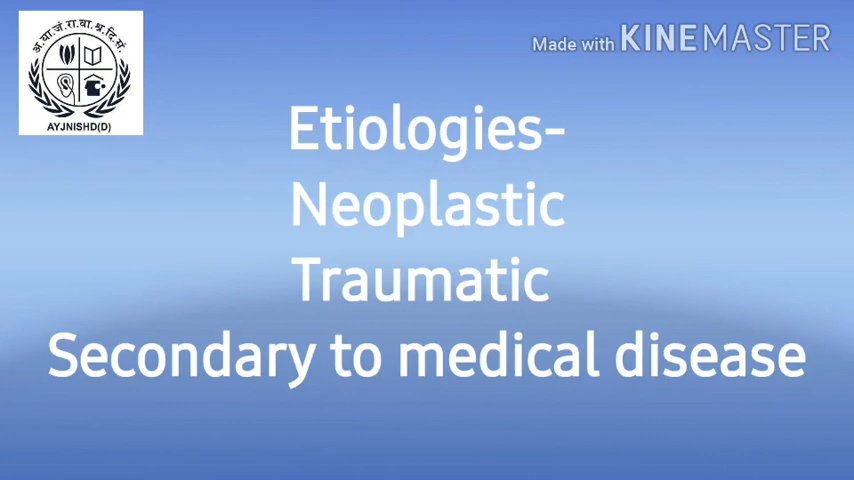 अ.या.जं.रा.वा.श्र.दि.सं.
AYJNISHD(D)
Made with KINEMASTER
Etiologies-
Neoplastic
Traumatic
Secondary to medical disease